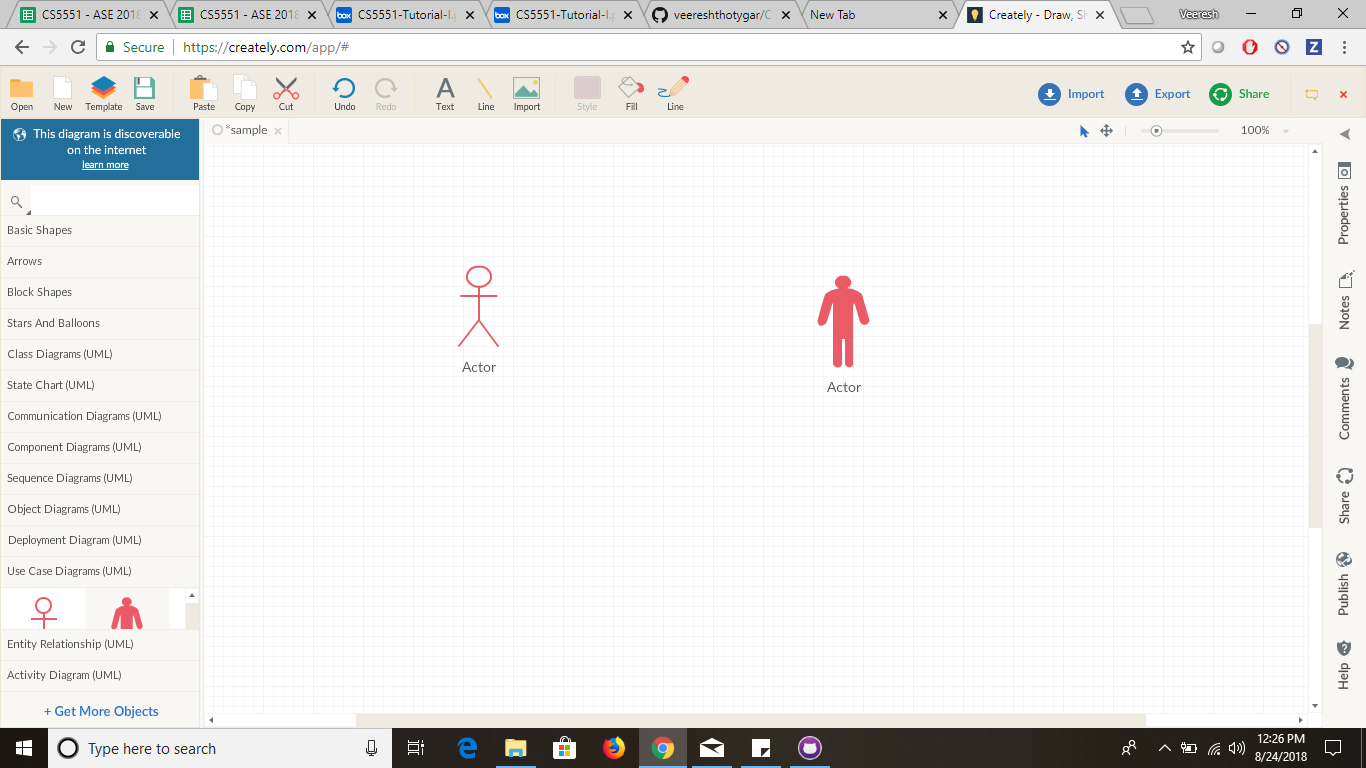 CS5551 - ASE 2018
CS5551 - ASE 2018
box CS5551-Tutorial-I.p
box CS5551-Tutorial-I.p
veereshthotygar/C
New Tab
Creately - Draw, Sh
Veeresh
Secure https://creately.com/app/#
Z
Open
New
Template
Save
Paste
Copy
Cut
Undo
Redo
A
Text
Line
Import
Style
Fill
Line
Import
Export
Share
This diagram is discoverable
on the internet
learn more
*sample
100%
Basic Shapes
Arrows
Block Shapes
Stars And Balloons
Class Diagrams (UML)
State Chart (UML)
Communication Diagrams (UML)
Component Diagrams (UML)
Sequence Diagrams (UML)
Object Diagrams (UML)
Deployment Diagram (UML)
Use Case Diagrams (UML)
Entity Relationship (UML)
Activity Diagram (UML)
+ Get More Objects
Actor
Actor
Properties
Notes
Comments
Share
Publish
Help
Type here to search
12:26 PM
8/24/2018